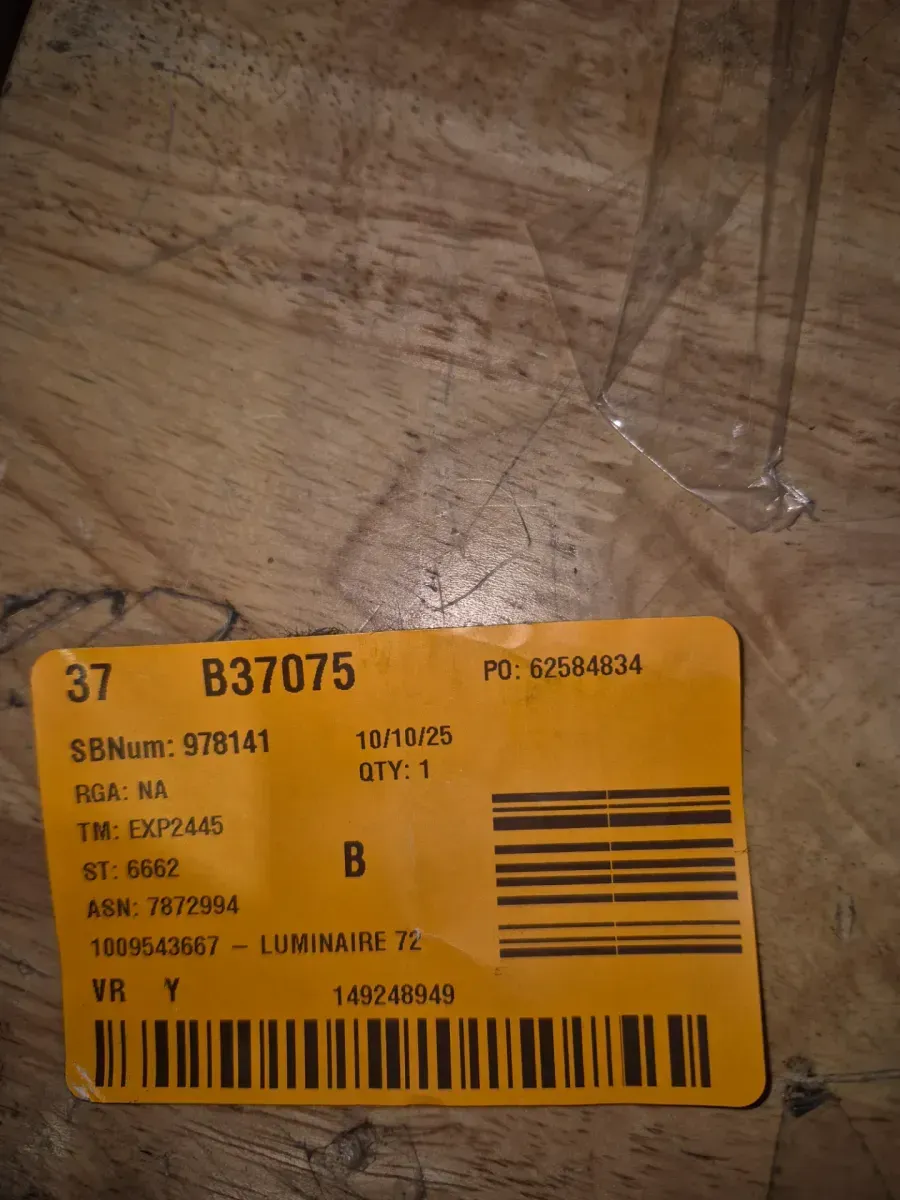 37 B37075 PO: 62584834
SBNum: 978141 10/10/25
QTY: 1
RGA: NA
TM: EXP2445
ST: 6662 B
ASN: 7872994
1009543667 – LUMINAIRE 72
VR Y 149248949